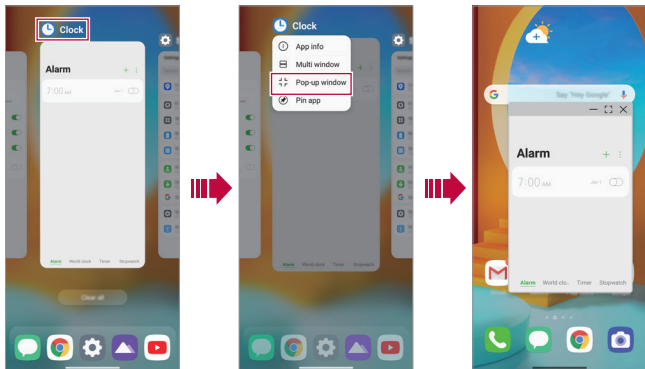 Clock
Alarm
7:00 AM
Alarm World clock Timer Stopwatch
Clear all
Clock
App info
Multi window
Pop-up window
Pin app
Alarm World clock Timer Stopwatch
Say "Hey Google"
Alarm
7:00 AM
Alarm World clo.. Timer Stopwatch